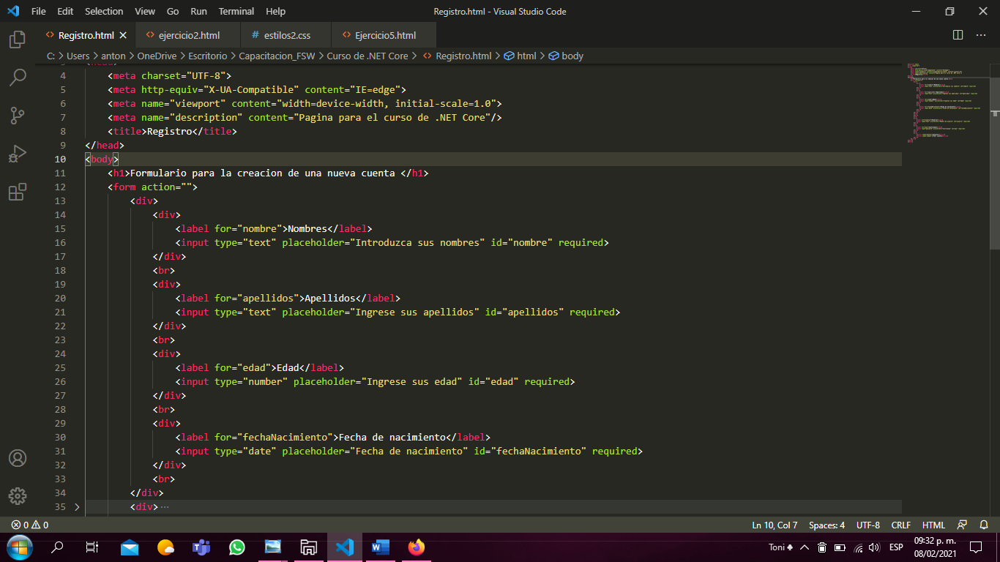 File Edit Selection View Go Run Terminal Help
Registro.html - Visual Studio Code
Registro.html ejercicio2.html # estilos2.css Ejercicio5.html
C: > Users > anton > OneDrive > Escritorio > Capacitacion_FSW > Curso de .NET Core > Registro.html > html > body
3 <head>
4 <meta charset="UTF-8">
5 <meta http-equiv="X-UA-Compatible" content="IE=edge">
6 <meta name="viewport" content="width=device-width, initial-scale=1.0">
7 <meta name="description" content="Pagina para el curso de .NET Core"/>
8 <title>Registro</title>
9 </head>
10 <body>
11 <h1>Formulario para la creacion de una nueva cuenta </h1>
12 <form action="">
13 <div>
14 <div>
15 <label for="nombre">Nombres</label>
16 <input type="text" placeholder="Introduzca sus nombres" id="nombre" required>
17 </div>
18 <br>
19 <div>
20 <label for="apellidos">Apellidos</label>
21 <input type="text" placeholder="Ingrese sus apellidos" id="apellidos" required>
22 </div>
23 <br>
24 <div>
25 <label for="edad">Edad</label>
26 <input type="number" placeholder="Ingrese sus edad" id="edad" required>
27 </div>
28 <br>
29 <div>
30 <label for="fechaNacimiento">Fecha de nacimiento</label>
31 <input type="date" placeholder="Fecha de nacimiento" id="fechaNacimiento" required>
32 </div>
33 <br>
34 </div>
35 <div> ...
0 0 Ln 10, Col 7 Spaces: 4 UTF-8 CRLF HTML
Toni ♣ ESP 09:32 p. m.
08/02/2021